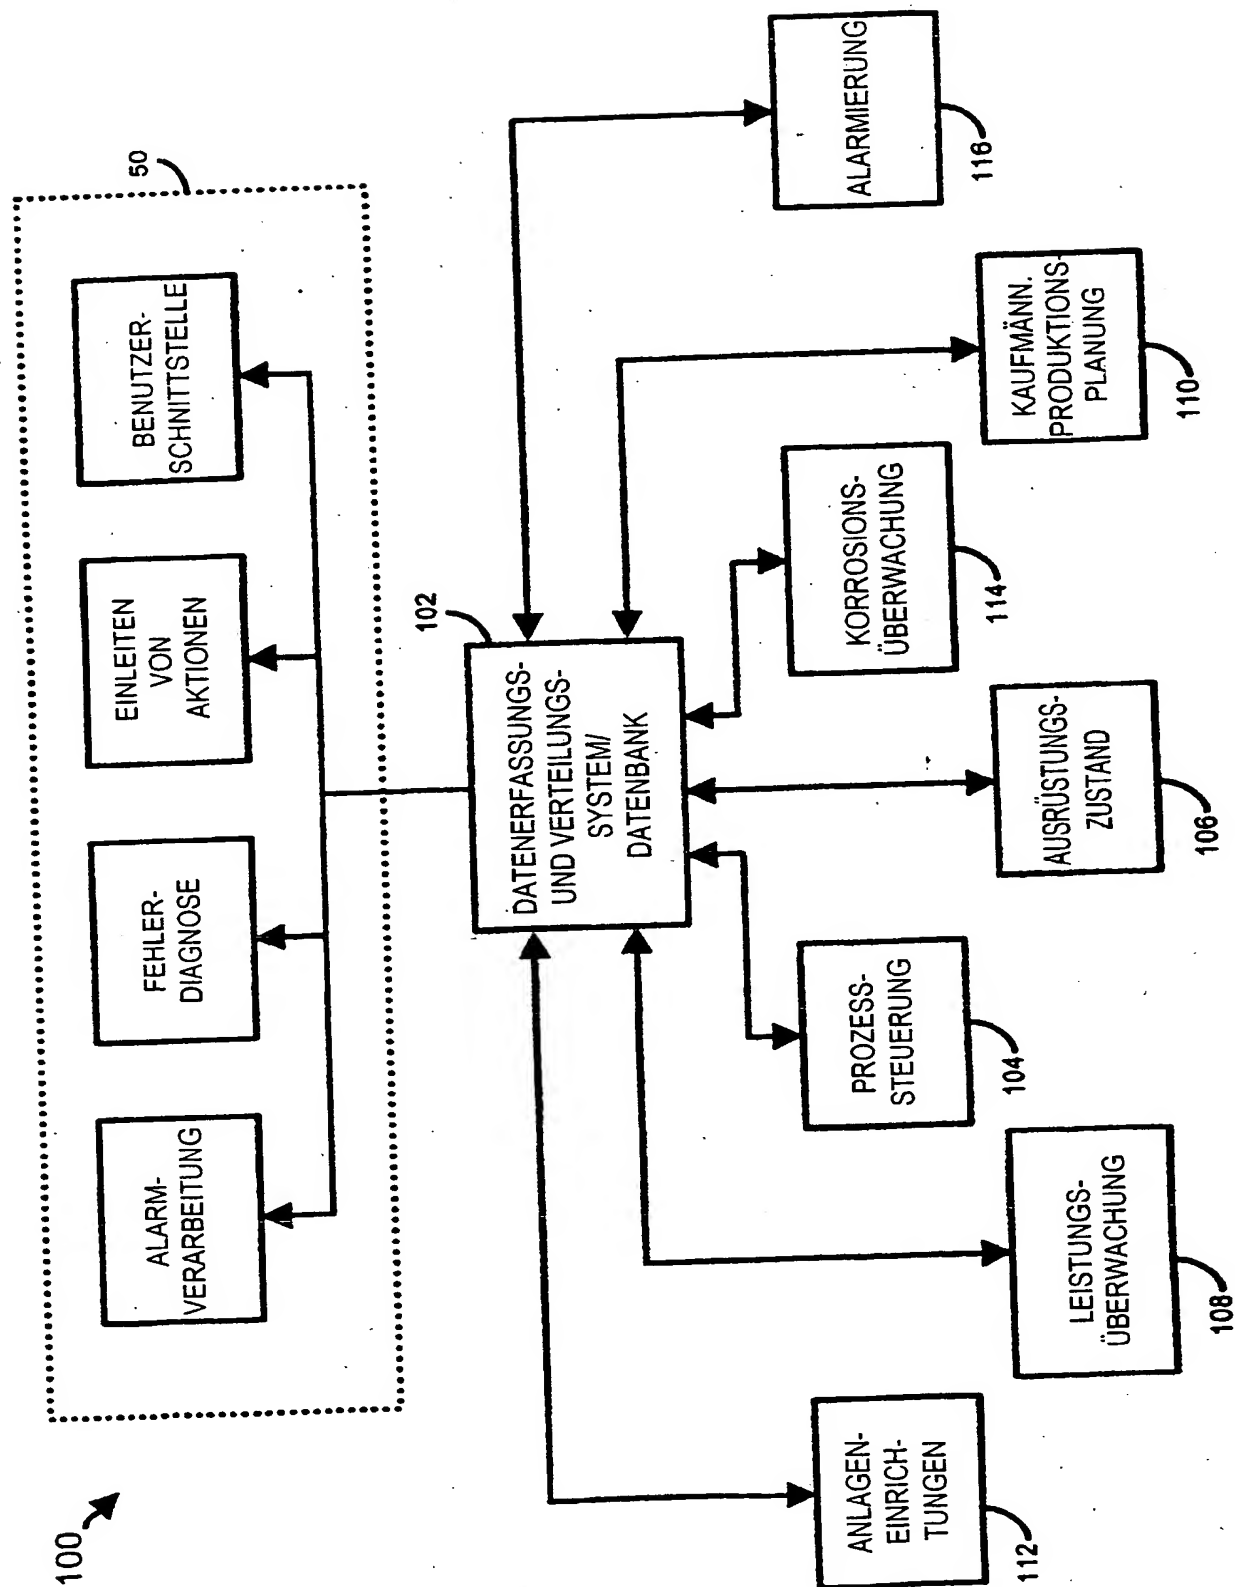 100
50
ALARM-
VERARBEITUNG
FEHLER-
DIAGNOSE
EINLEITEN
VON
AKTIONEN
BENUTZER-
SCHNITTSTELLE
102
DATENERFASSUNGS-
UND VERTEILUNGS-
SYSTEM/
DATENBANK
ANLAGEN-
EINRICH-
TUNGEN
112
LEISTUNGS-
ÜBERWACHUNG
108
PROZESS-
STEUERUNG
104
AUSRÜSTUNGS-
ZUSTAND
106
KORROSIONS-
ÜBERWACHUNG
114
KAUFMÄNN.
PRODUKTIONS-
PLANUNG
110
ALARMIERUNG
116